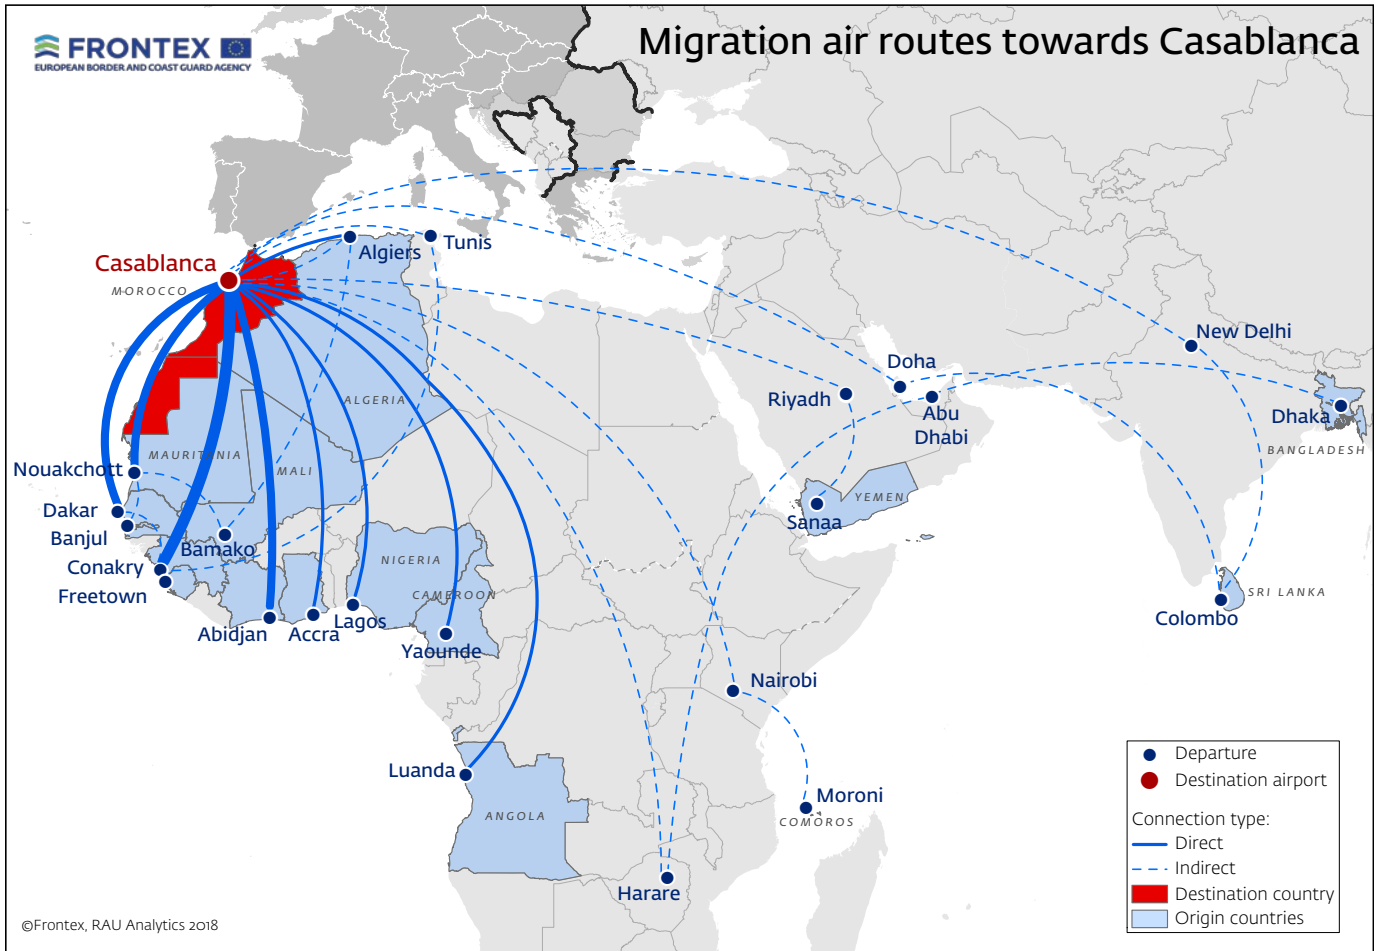 FRONTEX
EUROPEAN BORDER AND COAST GUARD AGENCY
Migration air routes towards Casablanca
Casablanca
MOROCCO
Algiers
Tunis
New Delhi
Doha
Riyadh
Abu
Dhabi
Dhaka
BANGLADESH
ALGERIA
MAURITANIA
MALI
Nouakchott
YEMEN
Sanaa
Dakar
Banjul
Bamako
Conakry
Freetown
NIGERIA
CAMEROON
SRI LANKA
Colombo
Abidjan
Accra
Lagos
Yaounde
Nairobi
Luanda
Moroni
COMOROS
ANGOLA
Harare
Departure
Destination airport
Connection type:
Direct
Indirect
Destination country
Origin countries
©Frontex, RAU Analytics 2018